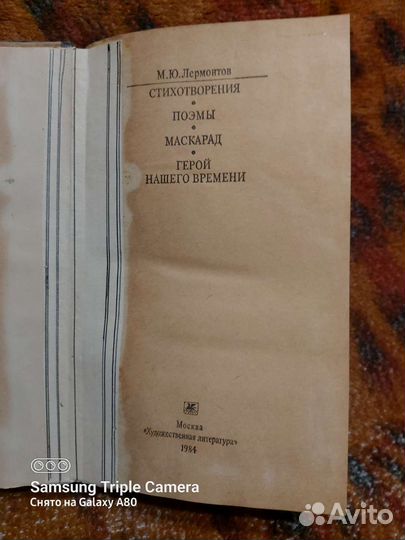 М.Ю.Лермонтов
СТИХОТВОРЕНИЯ
•
ПОЭМЫ
•
МАСКАРАД
•
ГЕРОЙ
НАШЕГО ВРЕМЕНИ
Москва
«Художественная литература»
1984
Samsung Triple Camera
Снято на Galaxy A80
Avito